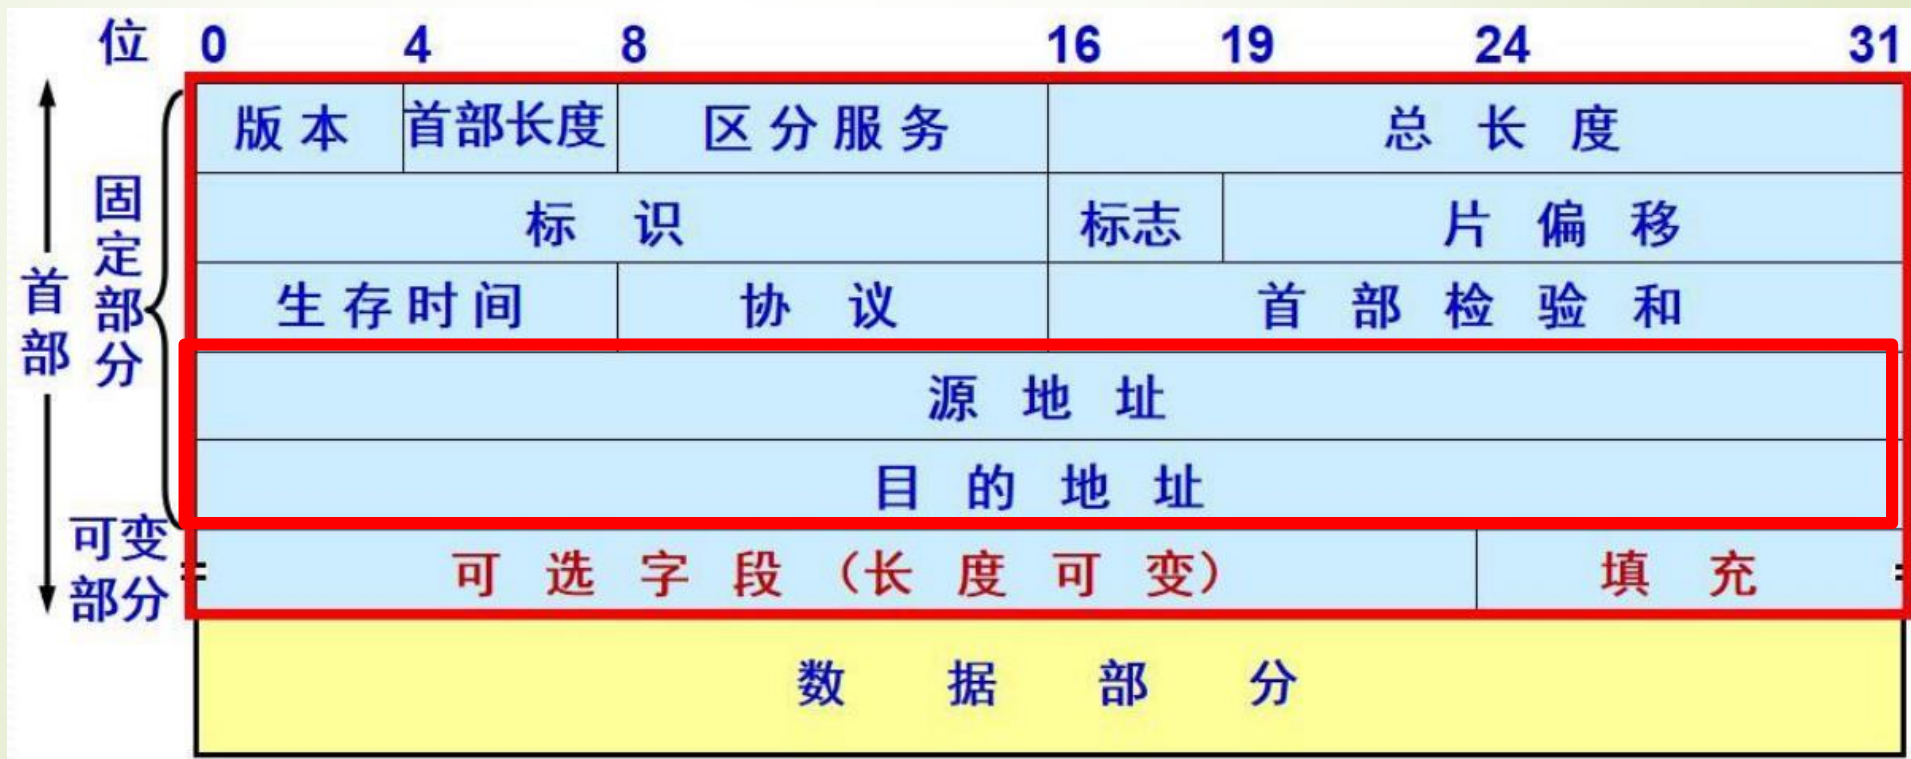 位 0 4 8 16 19 24 31
版本 首部长度 区分服务 总长度
标识 标志 片偏移
生存时间 协议 首部检验和
源地址
目的地址
可选字段（长度可变） 填充
数据部分
首部
固定部分
可变
部分